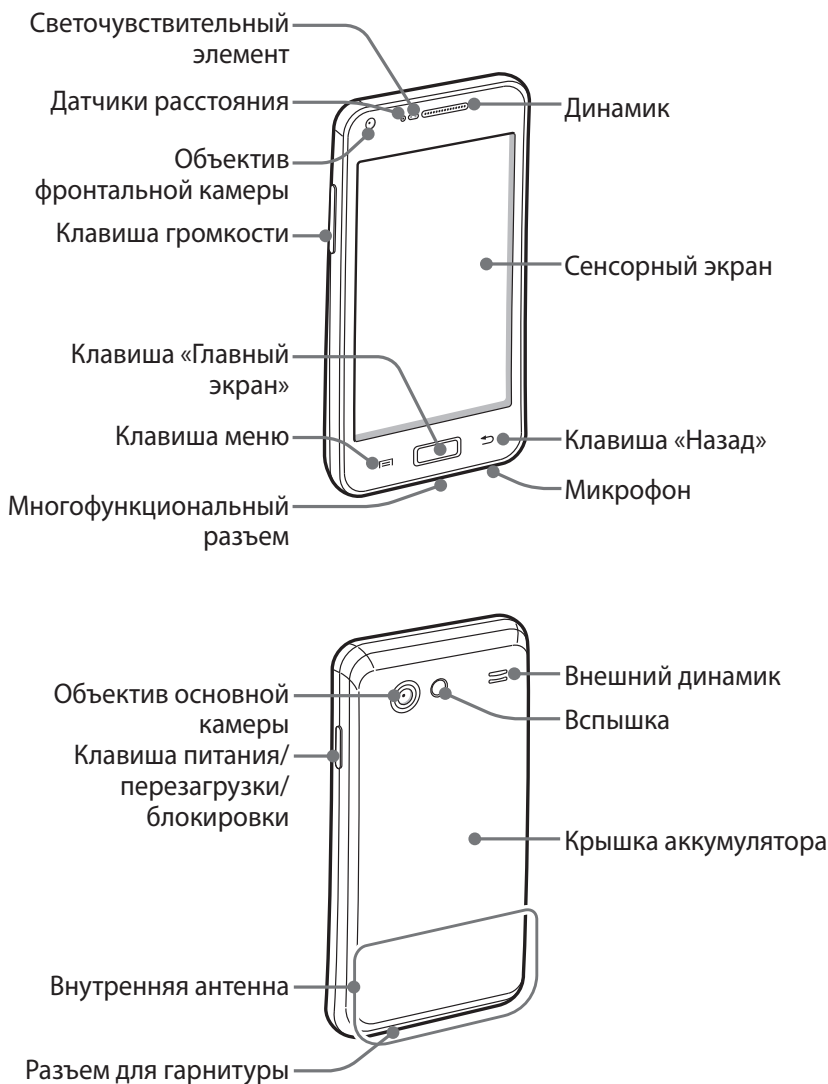 Светочувствительный
элемент
Датчики расстояния
Объектив
фронтальной камеры
Клавиша громкости
Клавиша «Главный
экран»
Клавиша меню
Многофункциональный
разъем
Динамик
Сенсорный экран
Клавиша «Назад»
Микрофон
Объектив основной
камеры
Клавиша питания/
перезагрузки/
блокировки
Внутренняя антенна
Разъем для гарнитуры
Внешний динамик
Вспышка
Крышка аккумулятора